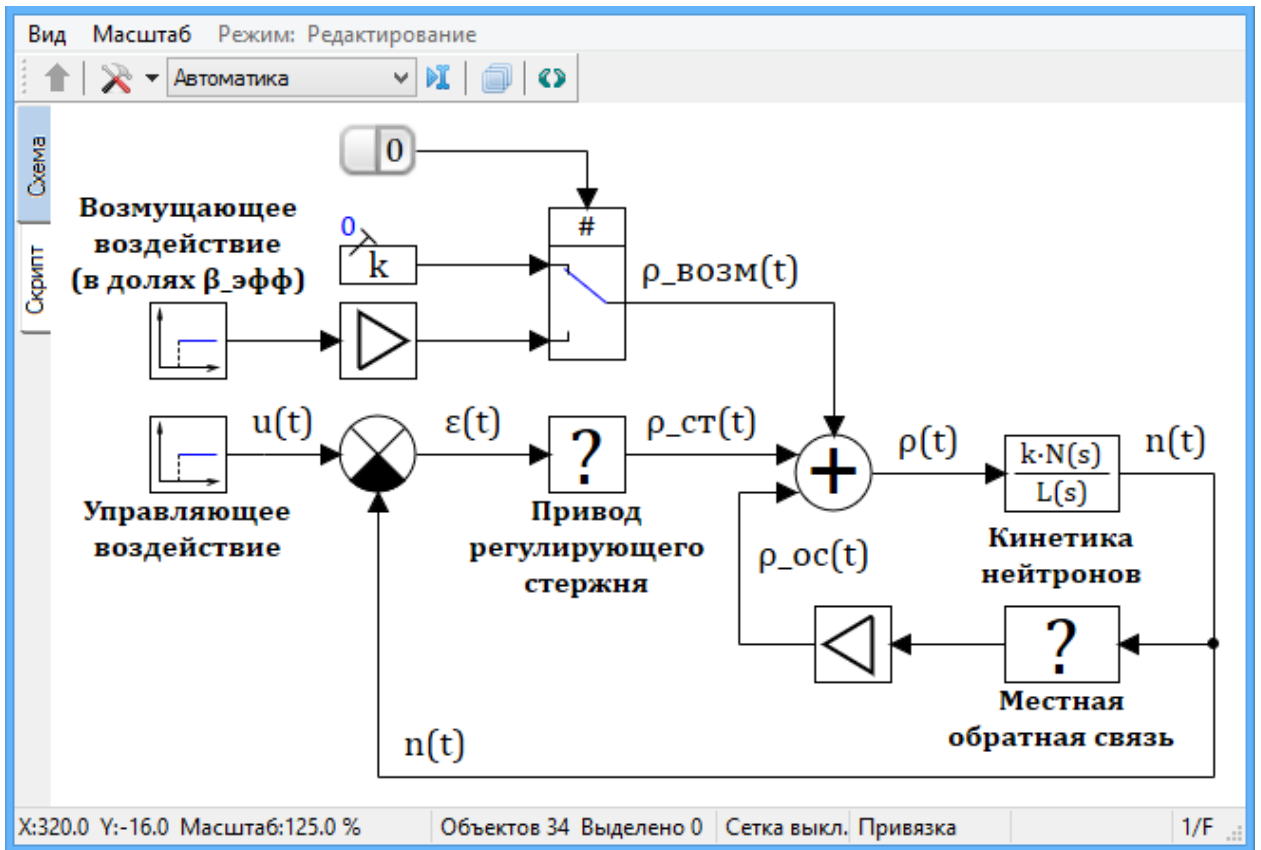 Вид Масштаб Режим: Редактирование
Автоматика
Схема
Скрипт
0
Возмущающее
воздействие
(в долях β_эфф)
0
k
#
ρ_возм(t)
u(t)
ε(t)
?
ρ_ст(t)
+
ρ(t)
k·N(s)
L(s)
n(t)
Управляющее
воздействие
Привод
регулирующего
стержня
Кинетика
нейтронов
ρ_ос(t)
?
Местная
обратная связь
n(t)
X:320.0 Y:-16.0 Масштаб:125.0 % Объектов 34 Выделено 0 Сетка выкл. Привязка 1/F